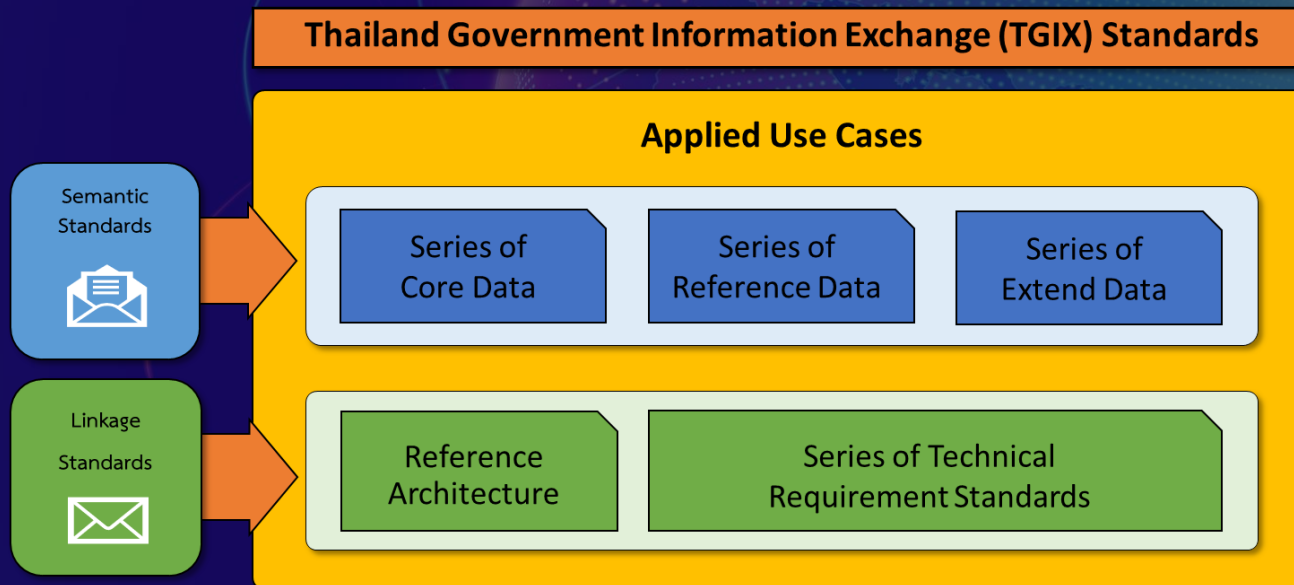 Thailand Government Information Exchange (TGIX) Standards
Applied Use Cases
Semantic
Standards
Series of
Core Data
Series of
Reference Data
Series of
Extend Data
Linkage
Standards
Reference
Architecture
Series of Technical
Requirement Standards